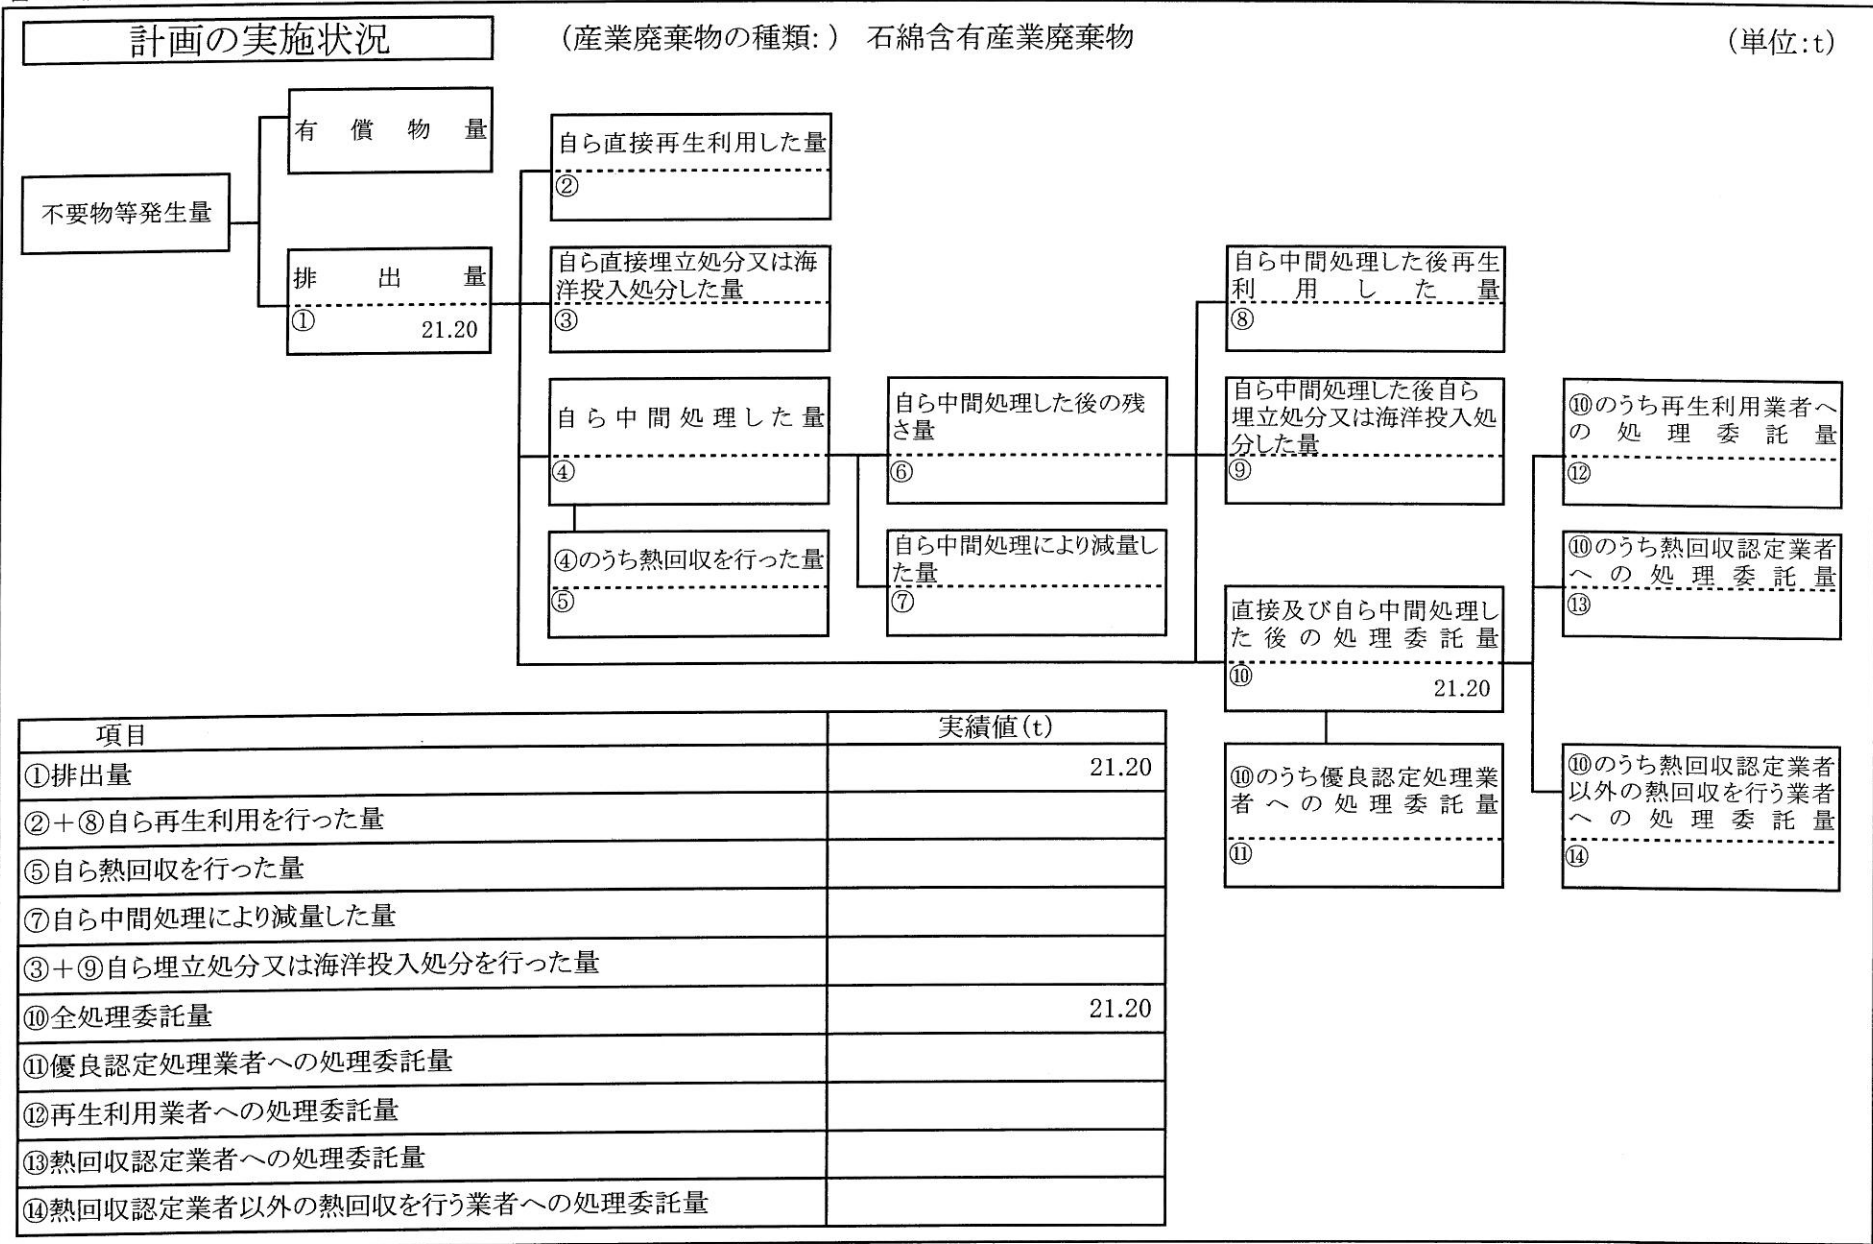 計画の実施状況
(産業廃棄物の種類: ) 石綿含有産業廃棄物
(単位:t)
有償物量
不要物等発生量
排出量
①
21.20
自ら直接再生利用した量
②
自ら直接埋立処分又は海
洋投入処分した量
③
自ら中間処理した量
④
④のうち熱回収を行った量
⑤
自ら中間処理した後の残
さ量
⑥
自ら中間処理により減量し
た量
⑦
自ら中間処理した後再生
利用した量
⑧
自ら中間処理した後自ら
埋立処分又は海洋投入処
分した量
⑨
直接及び自ら中間処理し
た後の処理委託量
⑩
21.20
⑩のうち優良認定処理業
者への処理委託量
⑪
⑩のうち再生利用業者へ
の処理委託量
⑫
⑩のうち熱回収認定業者
への処理委託量
⑬
⑩のうち熱回収認定業者
以外の熱回収を行う業者
への処理委託量
⑭
項目 実績値(t)
①排出量 21.20
②+⑧自ら再生利用を行った量
⑤自ら熱回収を行った量
⑦自ら中間処理により減量した量
③+⑨自ら埋立処分又は海洋投入処分を行った量
⑩全処理委託量 21.20
⑪優良認定処理業者への処理委託量
⑫再生利用業者への処理委託量
⑬熱回収認定業者への処理委託量
⑭熱回収認定業者以外の熱回収を行う業者への処理委託量